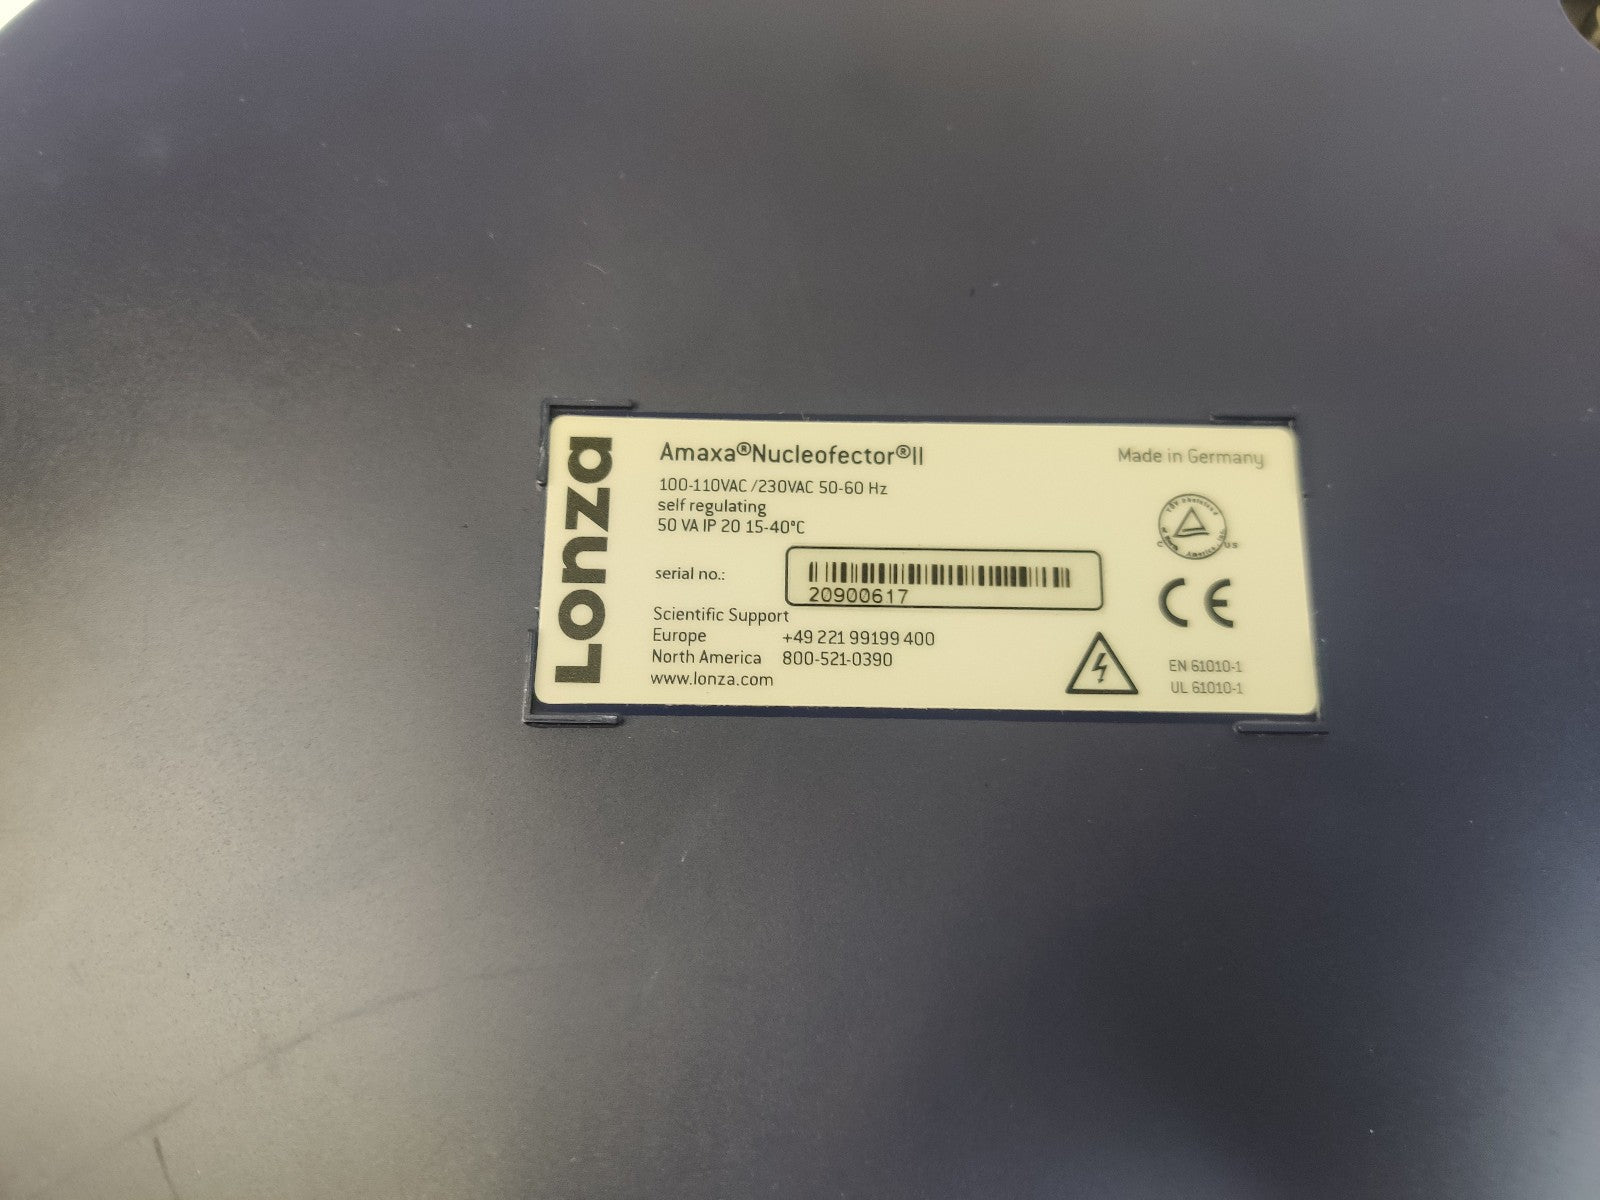 Lonza
Amaxa®Nucleofector®II
Made in Germany
100-110VAC /230VAC 50-60 Hz
self regulating
50 VA IP 20 15-40°C
serial no.:
20900617
Scientific Support
Europe +49 221 99199 400
North America 800-521-0390
www.lonza.com
C US
CE
EN 61010-1
UL 61010-1